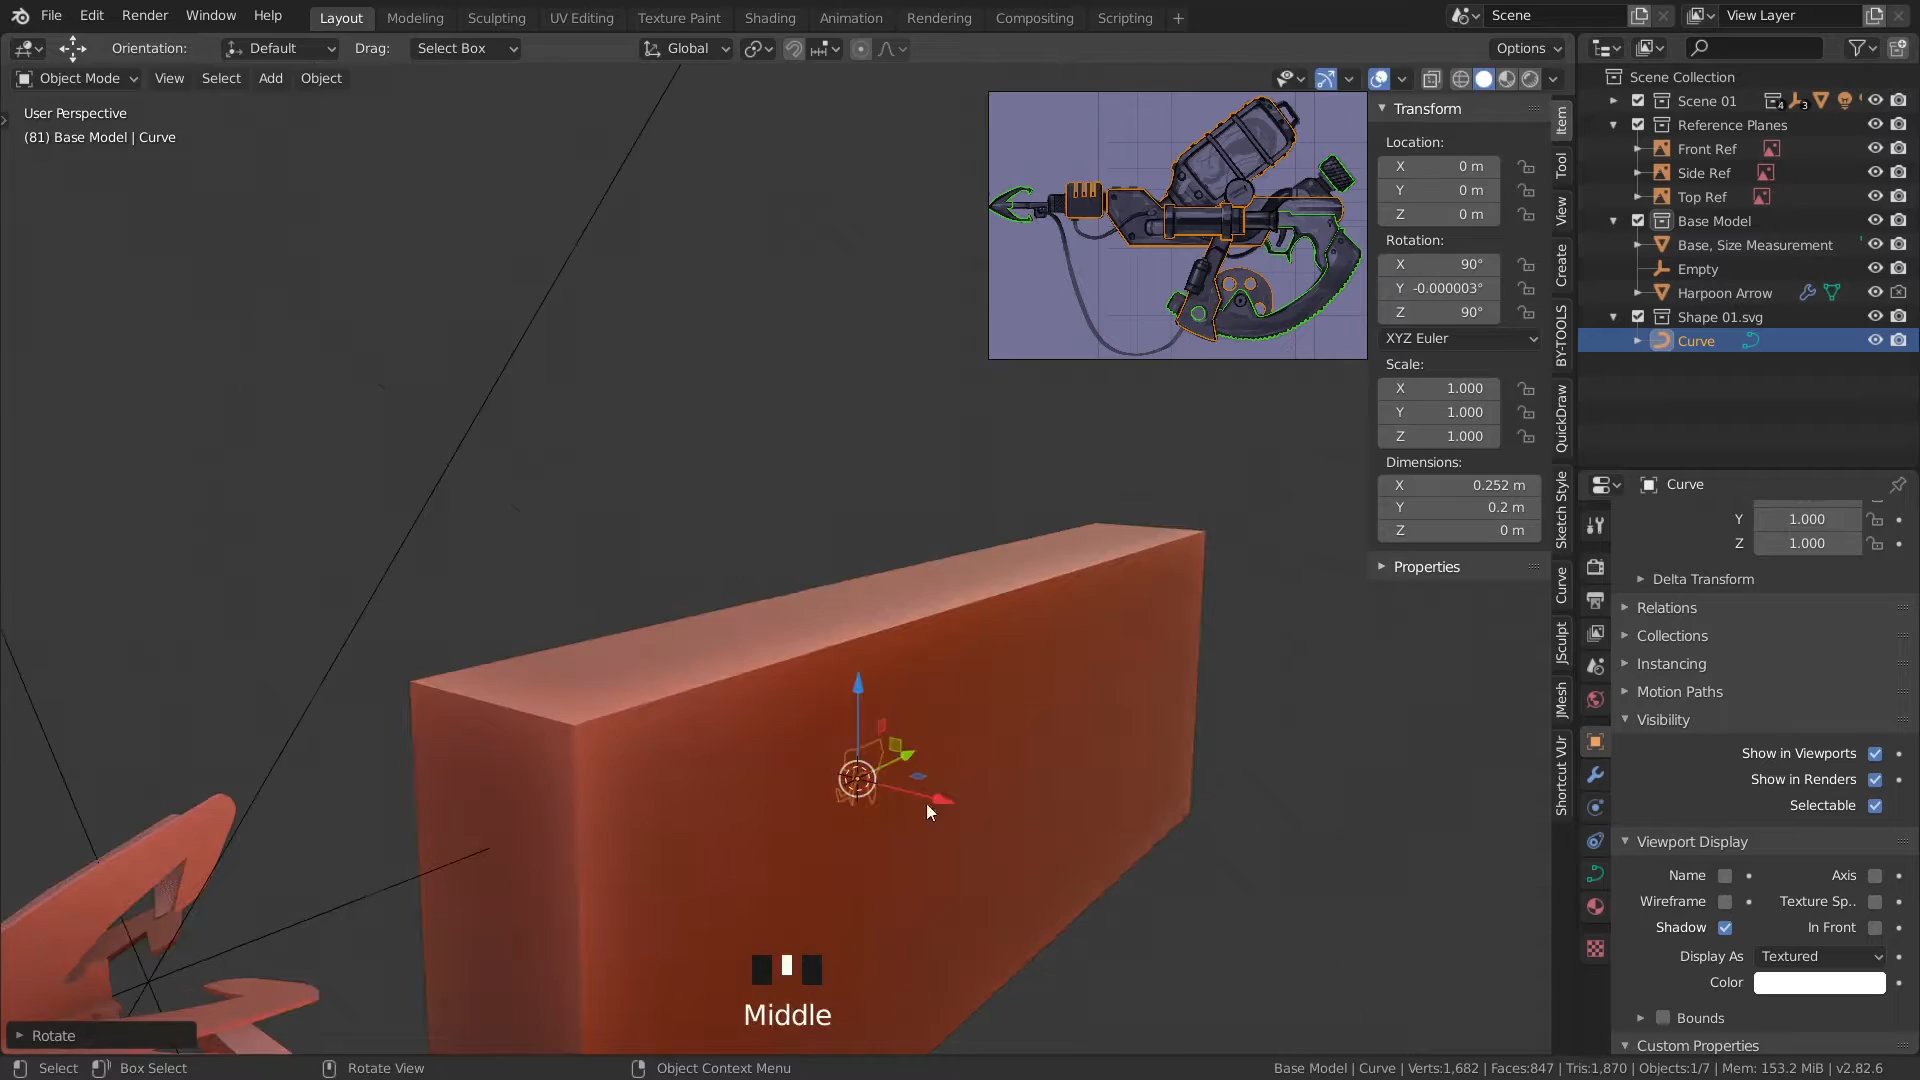 File Edit Render Window Help Layout Modeling Sculpting UV Editing Texture Paint Shading Animation Rendering Compositing Scripting + Scene View Layer
Orientation: Default Drag: Select Box Global Options
Object Mode View Select Add Object
User Perspective
(81) Base Model | Curve
Transform
Location:
X 0 m
Y 0 m
Z 0 m
Rotation:
X 90°
Y -0.000003°
Z 90°
XYZ Euler
Scale:
X 1.000
Y 1.000
Z 1.000
Dimensions:
X 0.252 m
Y 0.2 m
Z 0 m
Properties
Item
Tool
View
Create
BY-TOOLS
QuickDraw
Sketch Style
Curve
JSculpt
JMesh
Shortcut VUr
Scene Collection
Scene 01 4 3
Reference Planes
Front Ref
Side Ref
Top Ref
Base Model
Base, Size Measurement
Empty
Harpoon Arrow
Shape 01.svg
Curve
Curve
Y 1.000
Z 1.000
Delta Transform
Relations
Collections
Instancing
Motion Paths
Visibility
Show in Viewports
Show in Renders
Selectable
Viewport Display
Name Axis
Wireframe Texture Sp..
Shadow In Front
Display As Textured
Color
Bounds
Custom Properties
Middle
Rotate
Select Box Select Rotate View Object Context Menu Base Model | Curve | Verts:1,682 | Faces:847 | Tris:1,870 | Objects:1/7 | Mem: 153.2 MiB | v2.82.6